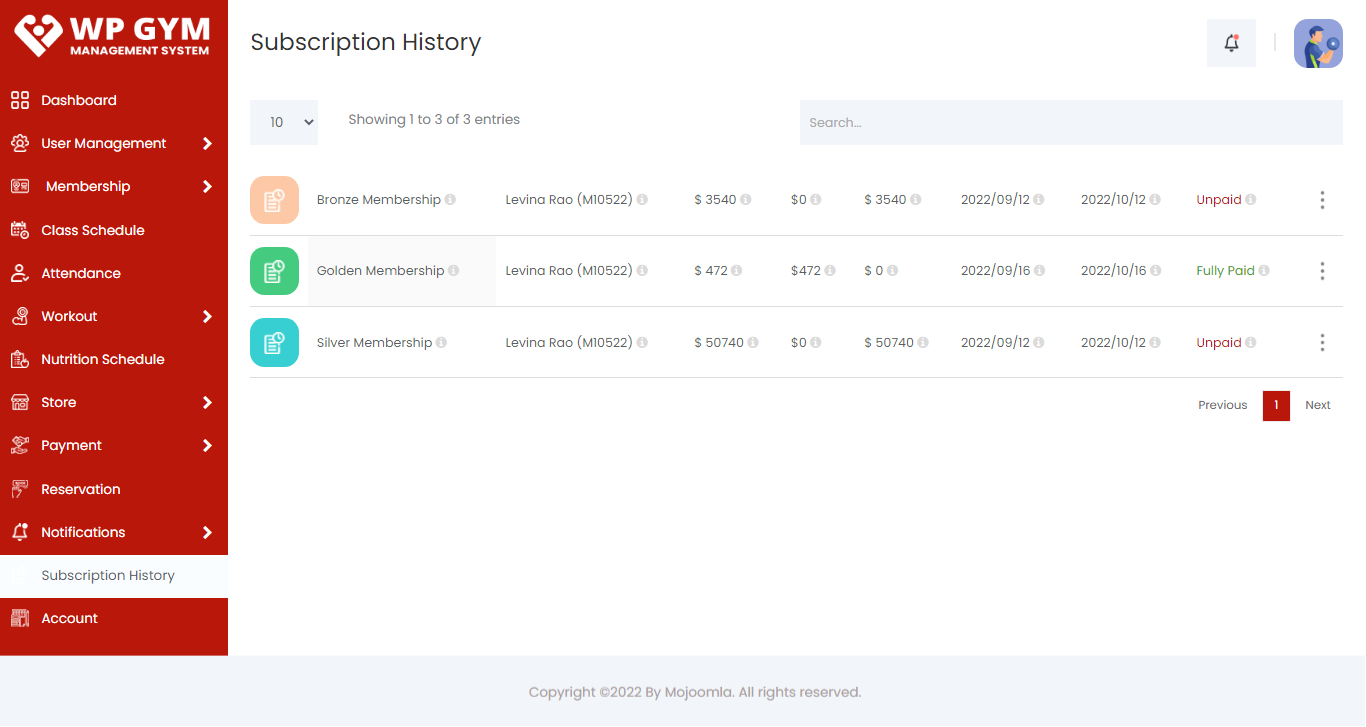 WP GYM
MANAGEMENT SYSTEM
Dashboard
User Management
Membership
Class Schedule
Attendance
Workout
Nutrition Schedule
Store
Payment
Reservation
Notifications
Subscription History
Account
Subscription History
10 Showing 1 to 3 of 3 entries Search...
Bronze Membership Levina Rao (M10522) $ 3540 $0 $ 3540 2022/09/12 2022/10/12 Unpaid
Golden Membership Levina Rao (M10522) $ 472 $472 $ 0 2022/09/16 2022/10/16 Fully Paid
Silver Membership Levina Rao (M10522) $ 50740 $0 $ 50740 2022/09/12 2022/10/12 Unpaid
Previous 1 Next
Copyright ©2022 By Mojoomla. All rights reserved.